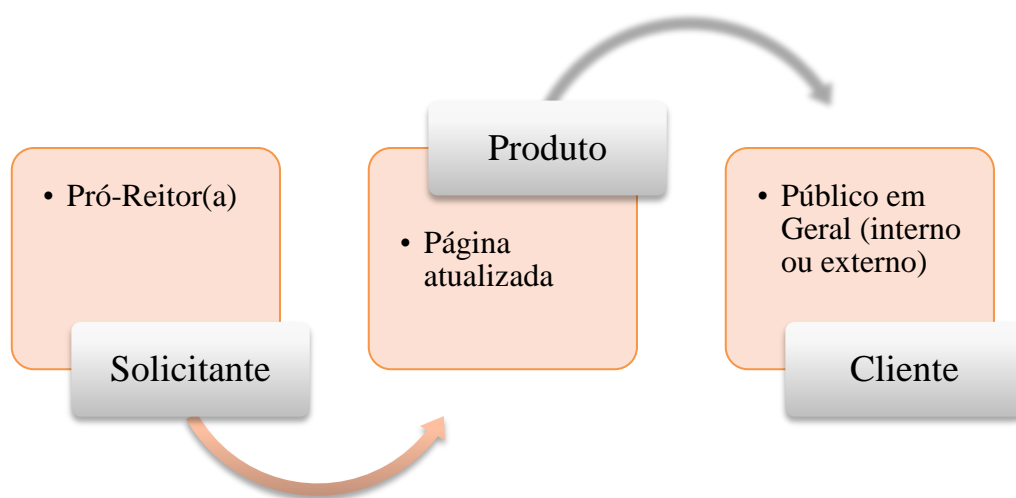 • Pró-Reitor(a)
Solicitante
Produto
• Página
atualizada
• Público em
Geral (interno
ou externo)
Cliente